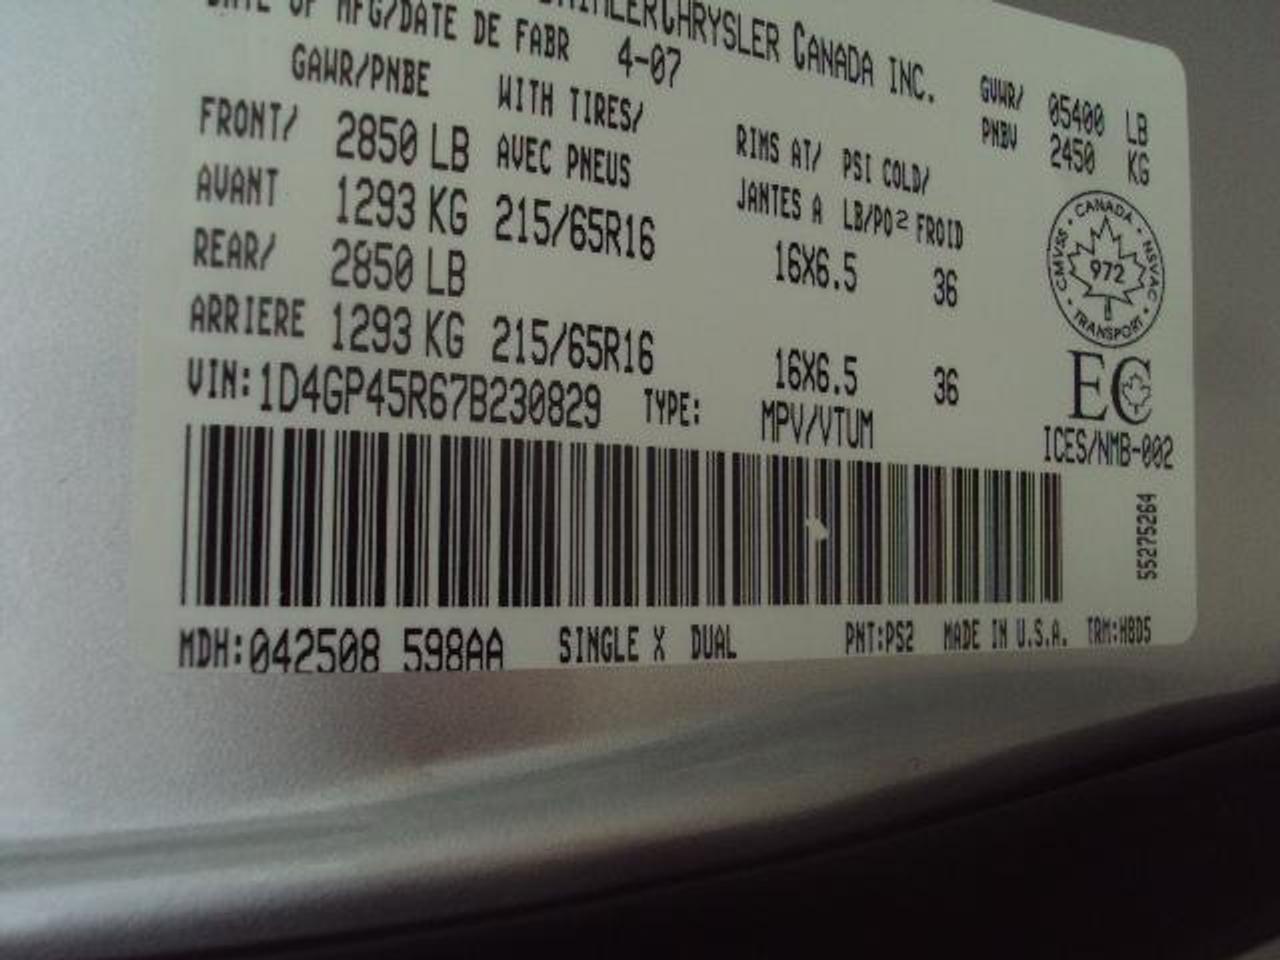 DAIMLERCHRYSLER CANADA INC.
DATE OF MFG/DATE DE FABR 4-07
GVWR/ 05400 LB
PNBV 2450 KG
GAWR/PNBE WITH TIRES/ RIMS AT/ PSI COLD/
AVEC PNEUS JANTES A LB/PO² FROID
FRONT/ 2850 LB
AVANT 1293 KG 215/65R16 16X6.5 36
REAR/ 2850 LB
ARRIERE 1293 KG 215/65R16 16X6.5 36
VIN:1D4GP45R67B230829 TYPE: MPV/VTUM
CANADA · NSVAC · TRANSPORT · CMVSS
972
EC
ICES/NMB-002
55275264
MDH:042508 598AA SINGLE X DUAL PNT:PS2 MADE IN U.S.A. TRM:H8D5